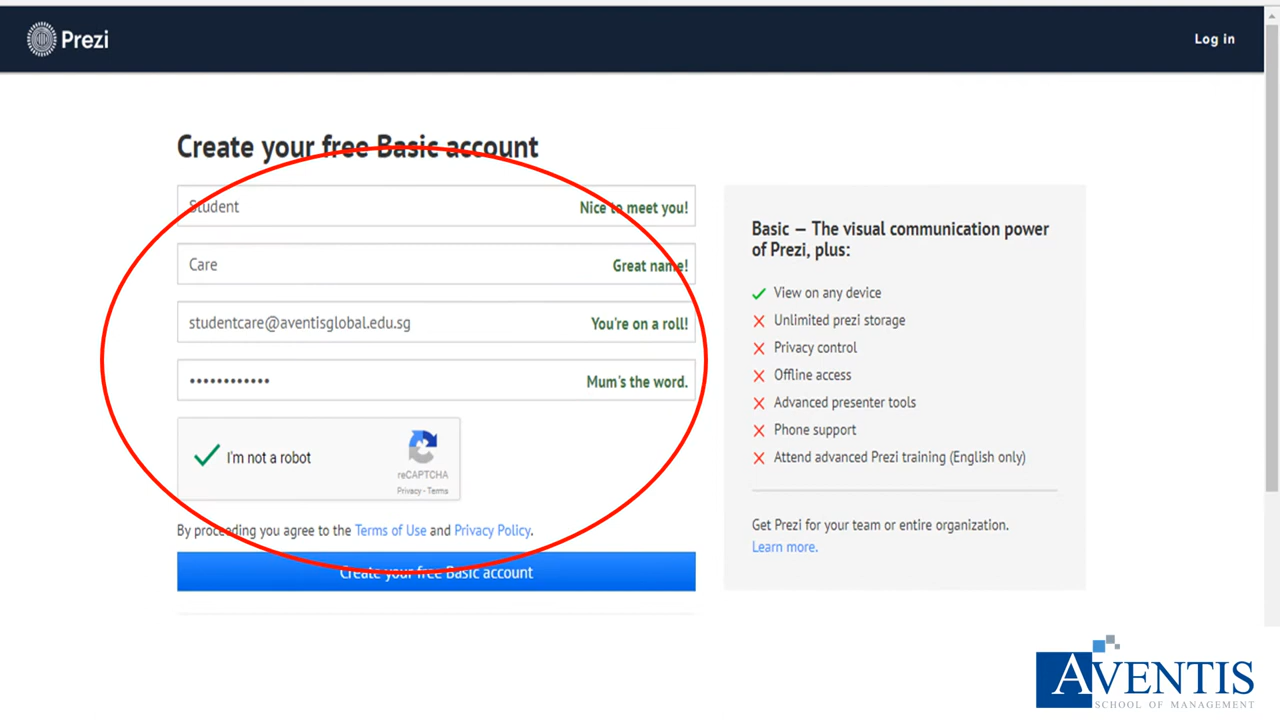 Prezi
Log in
Create your free Basic account
Student
Nice to meet you!
Care
Great name!
studentcare@aventisglobal.edu.sg
You're on a roll!
••••••••••••
Mum's the word.
I'm not a robot
reCAPTCHA
Privacy - Terms
By proceeding you agree to the Terms of Use and Privacy Policy.
Create your free Basic account
Basic — The visual communication power
of Prezi, plus:
View on any device
Unlimited prezi storage
Privacy control
Offline access
Advanced presenter tools
Phone support
Attend advanced Prezi training (English only)
Get Prezi for your team or entire organization.
Learn more.
AVENTIS
SCHOOL OF MANAGEMENT